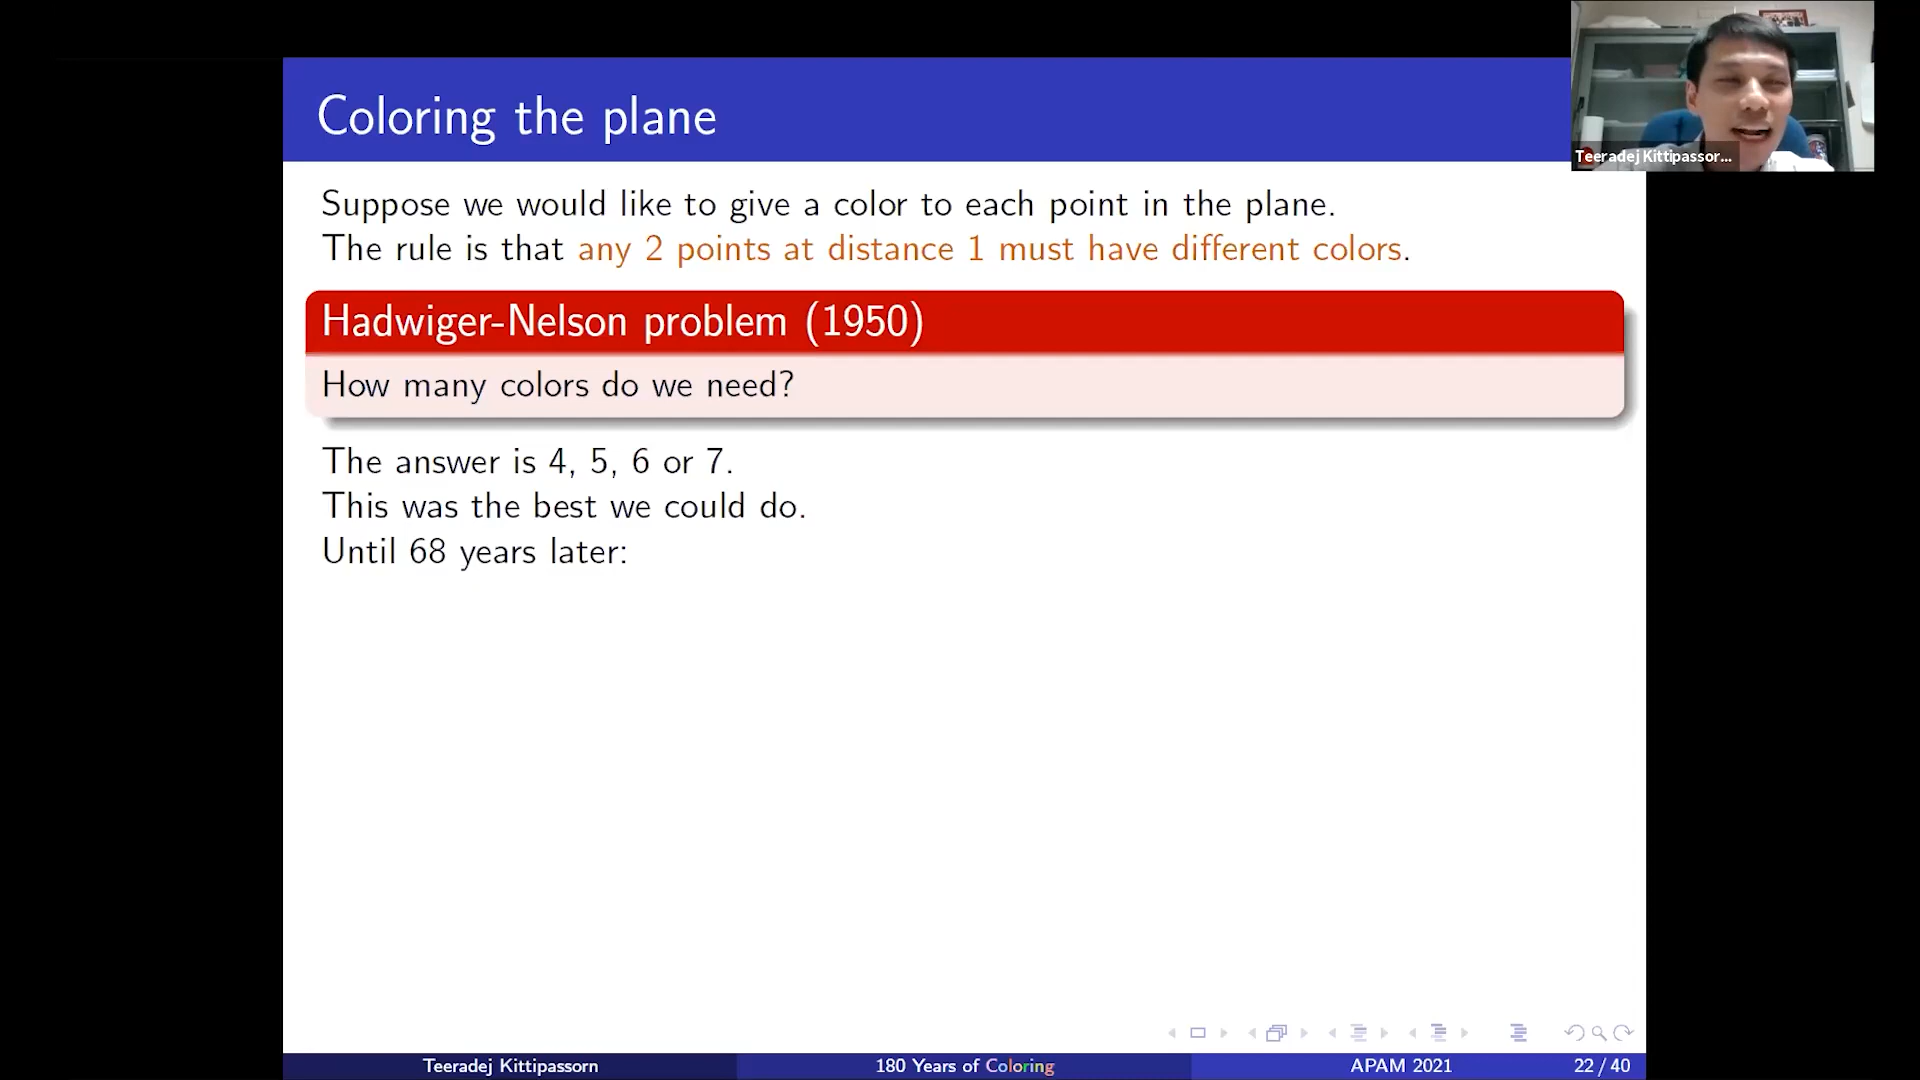 Coloring the plane
Teeradej Kittipassor...
Suppose we would like to give a color to each point in the plane.
The rule is that any 2 points at distance 1 must have different colors.
Hadwiger-Nelson problem (1950)
How many colors do we need?
The answer is 4, 5, 6 or 7.
This was the best we could do.
Until 68 years later:
Teeradej Kittipassorn
180 Years of Coloring
APAM 2021
22 / 40